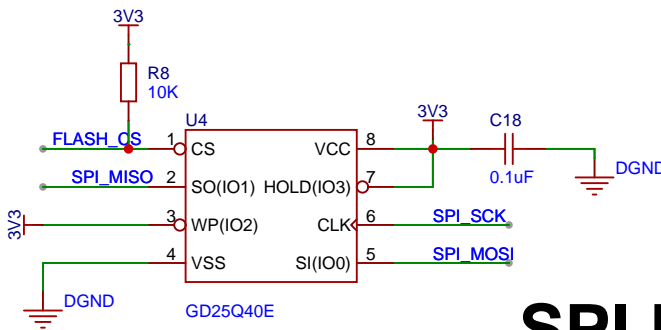 3V3
R8
10K
U4
3V3
C18
0.1uF
DGND
FLASH_CS
1
CS
VCC
8
SPI_MISO
2
SO(IO1)
HOLD(IO3)
7
3V3
3
WP(IO2)
CLK
6
SPI_SCK
4
VSS
SI(IO0)
5
SPI_MOSI
DGND
GD25Q40E